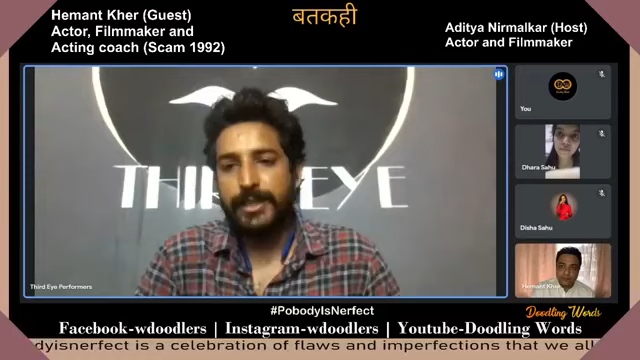 Hemant Kher (Guest)
Actor, Filmmaker and
Acting coach (Scam 1992)
बतकही
Aditya Nirmalkar (Host)
Actor and Filmmaker
THI EYE
Third Eye Performers
You
Dhara Sahu
Disha Sahu
Hemant Kher
#PobodyIsNerfect
Doodling Words
Facebook-wdoodlers | Instagram-wdoodlers | Youtube-Doodling Words
dyisnerfect is a celebration of flaws and imperfections that we all